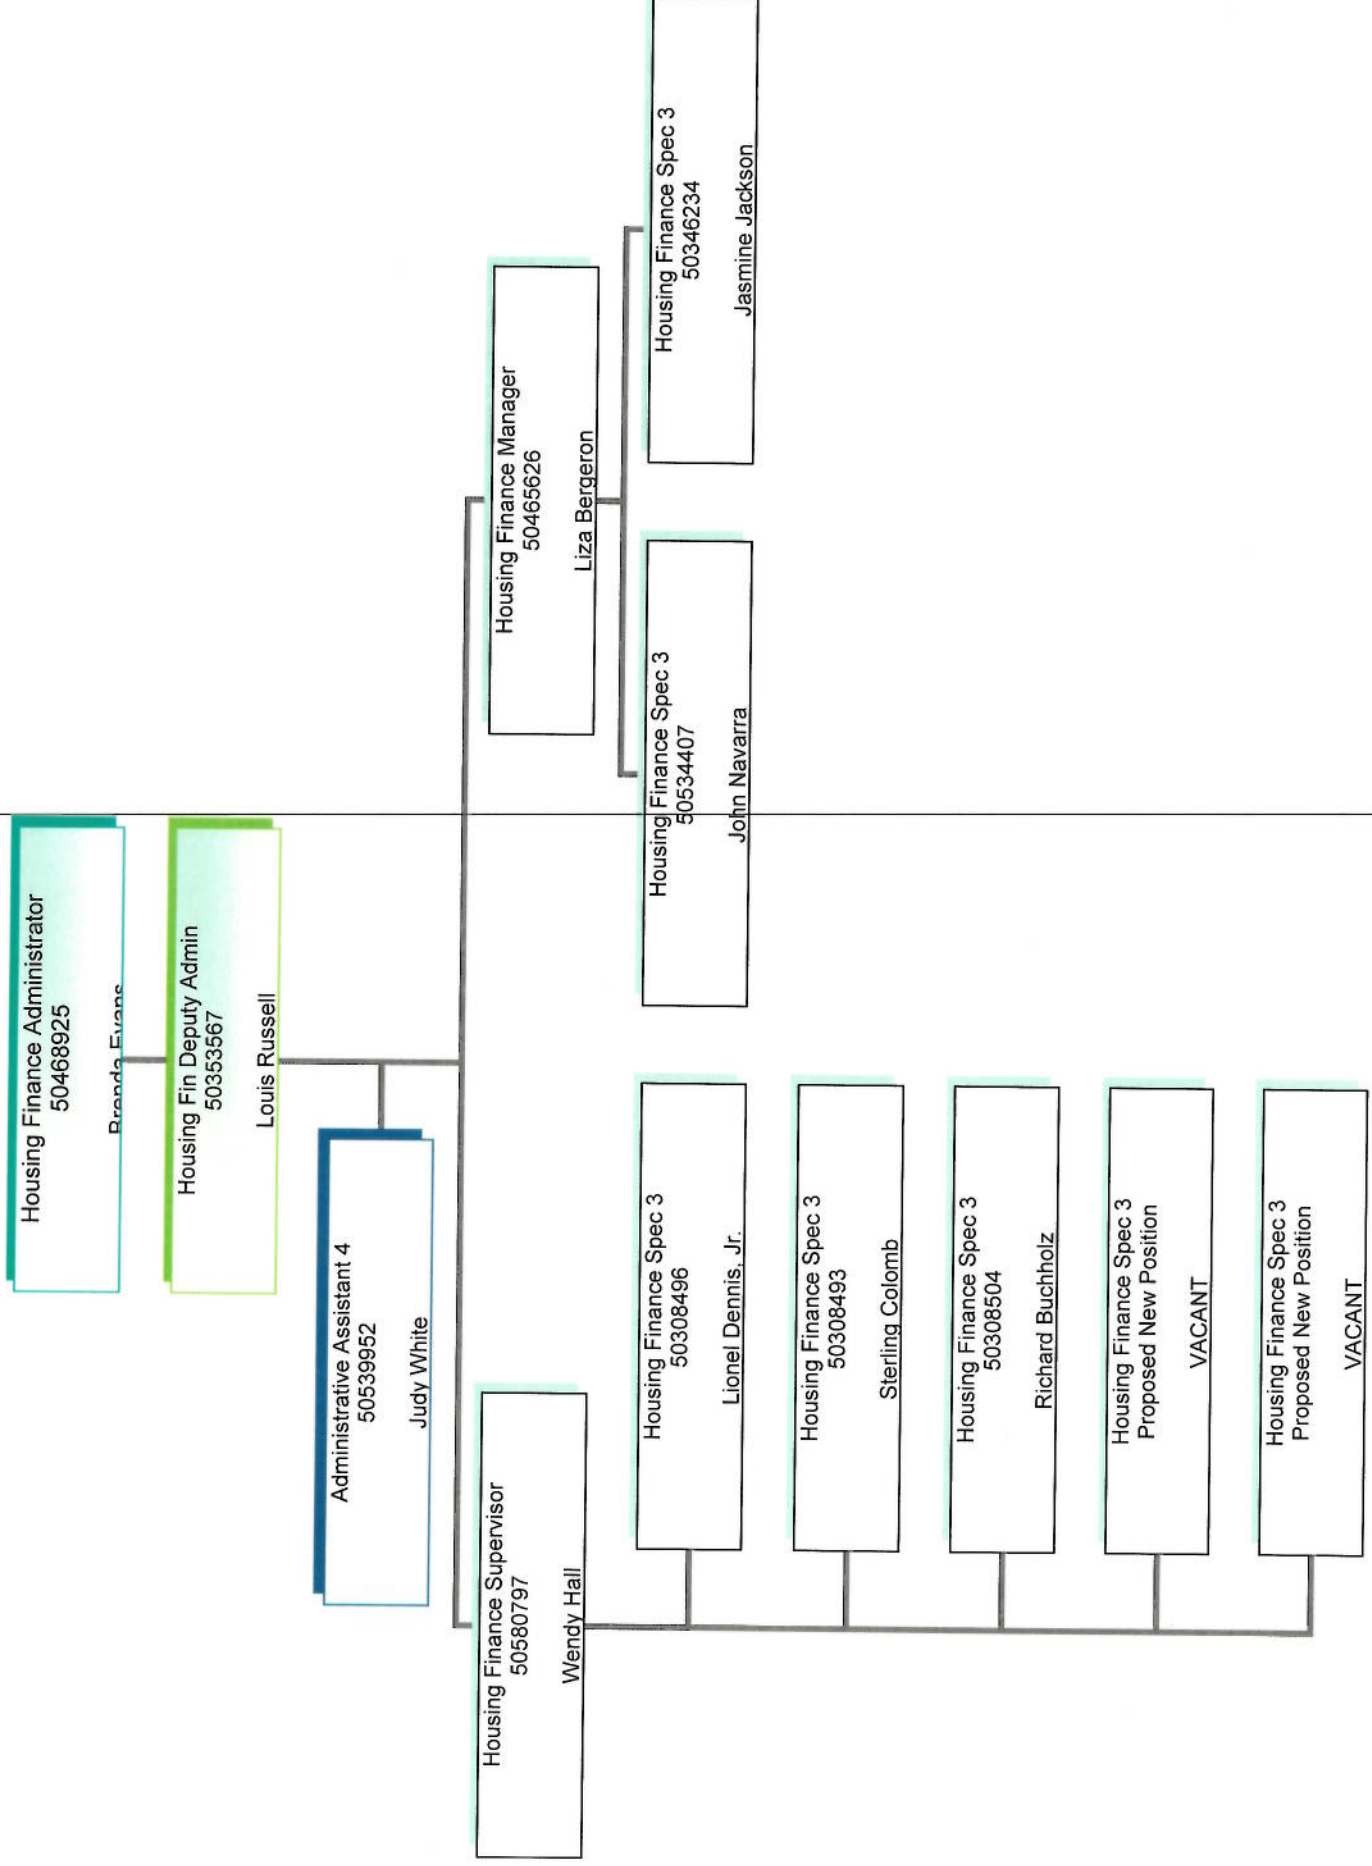 Housing Finance Administrator
50468925
Brenda Evans
Housing Fin Deputy Admin
50353567
Louis Russell
Administrative Assistant 4
50539952
Judy White
Housing Finance Supervisor
50580797
Wendy Hall
Housing Finance Manager
50465626
Liza Bergeron
Housing Finance Spec 3
50308496
Lionel Dennis, Jr.
Housing Finance Spec 3
50534407
John Navarra
Housing Finance Spec 3
50346234
Jasmine Jackson
Housing Finance Spec 3
50308493
Sterling Colomb
Housing Finance Spec 3
50308504
Richard Buchholz
Housing Finance Spec 3
Proposed New Position
VACANT
Housing Finance Spec 3
Proposed New Position
VACANT